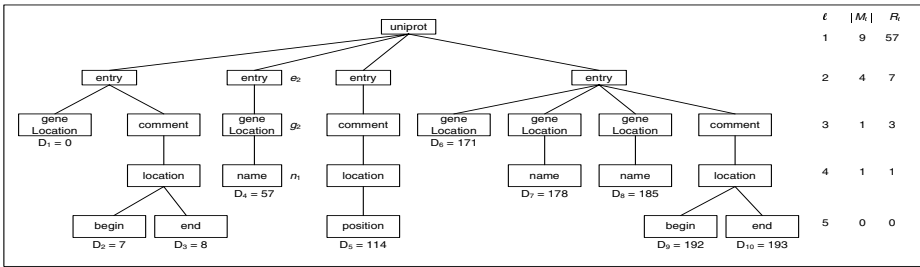 uniprot
ℓ |Mₗ| Rₗ
1 9 57
entry entry e₂ entry entry 2 4 7
gene Location comment gene Location g₂ comment gene Location gene Location gene Location comment 3 1 3
D₁ = 0 D₆ = 171
location name n₁ location name name location 4 1 1
D₄ = 57 D₇ = 178 D₈ = 185
begin end position begin end 5 0 0
D₂ = 7 D₃ = 8 D₅ = 114 D₉ = 192 D₁₀ = 193